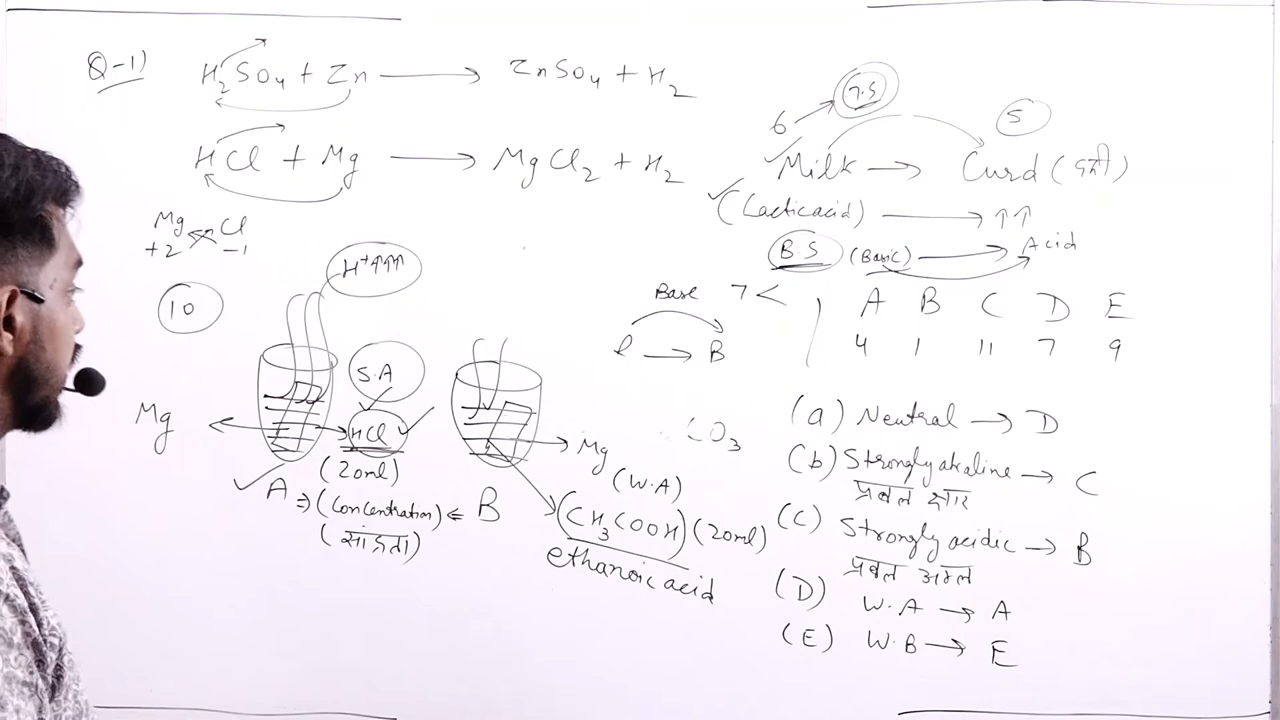 Q-1) H₂SO₄ + Zn → ZnSO₄ + H₂
HCl + Mg → MgCl₂ + H₂
Mg Cl
+2 -1
10
H⁺↑↑↑
S.A
Mg ← → HCl
(20ml)
A ⇒ (Concentration) ⇐ B
(सांद्रता)
Mg
(W.A)
(CH₃COOH) (20ml)
ethanoic acid
6 → 7.5
5
Milk → Curd (दही)
(Lactic acid) → ↑↑
B.S (Basic) → Acid
Base 7 <
R → B
CO₃
A B C D E
4 1 11 7 9
(a) Neutral → D
(b) Strongly alkaline → C
प्रबल क्षार
(C) Strongly acidic → B
प्रबल अम्ल
(D) W.A → A
(E) W.B → E